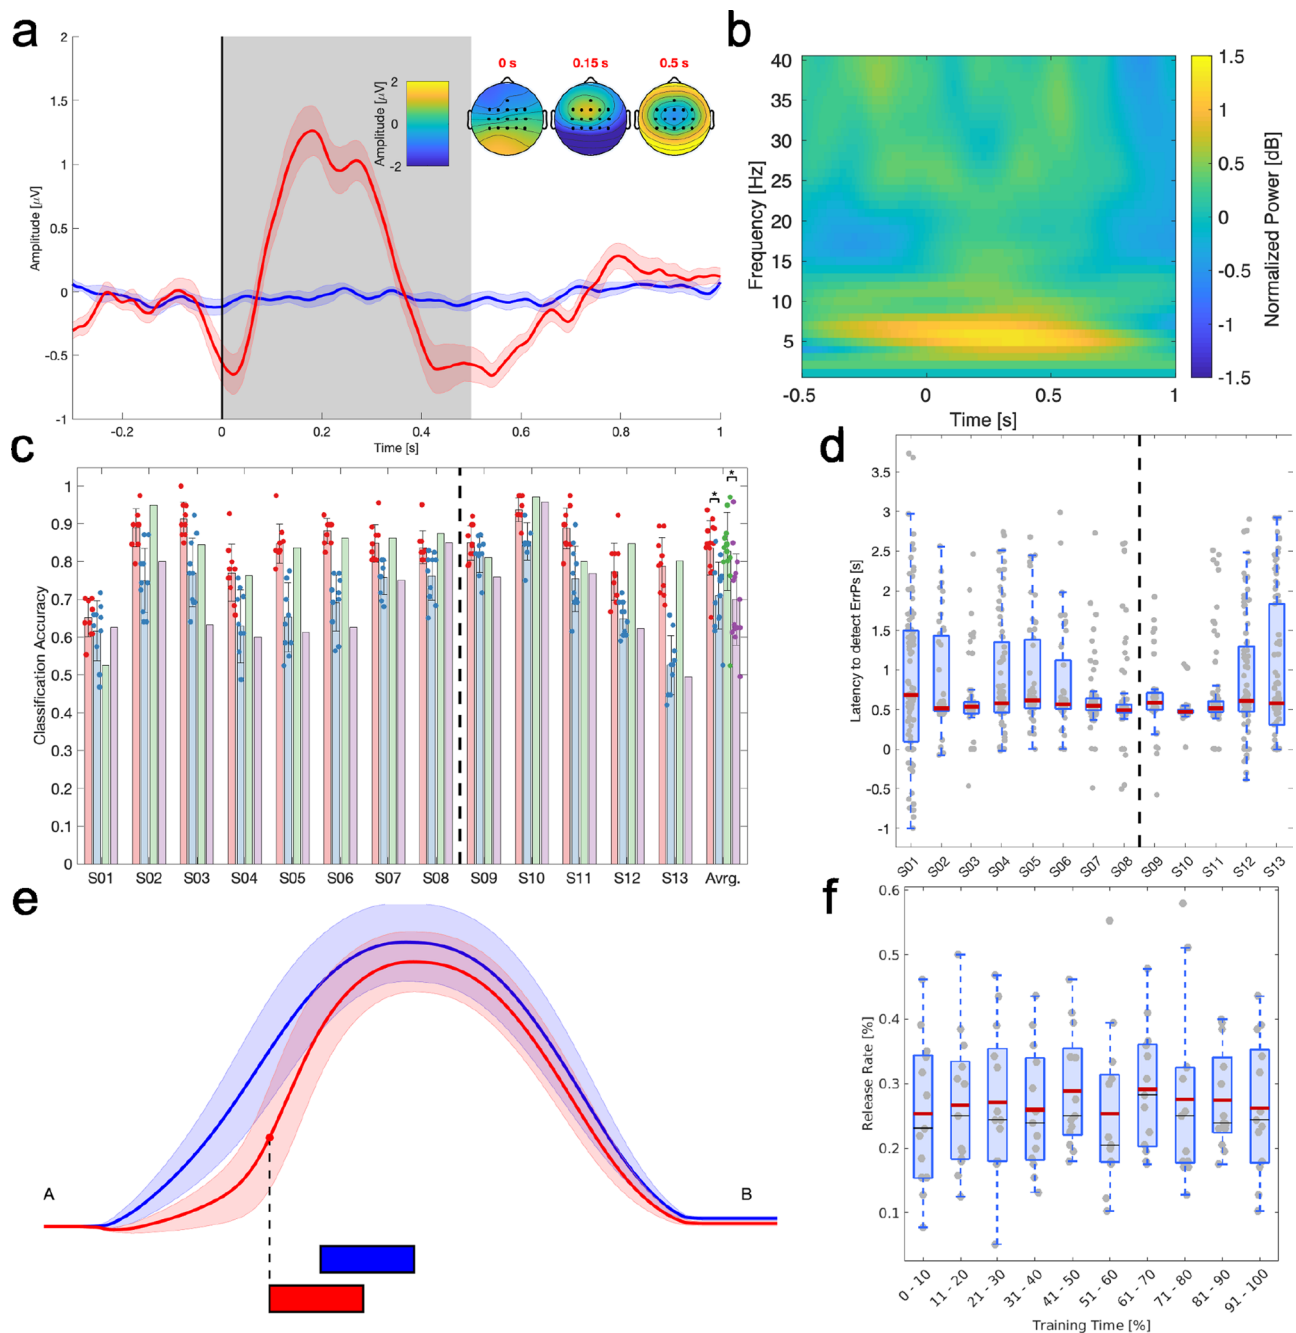 a
2
1.5
1
0.5
0
-0.5
-1
Amplitude [μV]
-0.2
0
0.2
0.4
0.6
0.8
1
Time [s]
Amplitude [μV]
2
0
-2
0 s
0.15 s
0.5 s
b
40
35
30
25
20
15
10
5
Frequency [Hz]
-0.5
0
0.5
1
Time [s]
1.5
1
0.5
0
-0.5
-1
-1.5
Normalized Power [dB]
c
1
0.9
0.8
0.7
0.6
0.5
0.4
0.3
0.2
0.1
0
Classification Accuracy
*
*
S01
S02
S03
S04
S05
S06
S07
S08
S09
S10
S11
S12
S13
Avrg.
d
3.5
3
2.5
2
1.5
1
0.5
0
-0.5
-1
Latency to detect ErrPs [s]
S01
S02
S03
S04
S05
S06
S07
S08
S09
S10
S11
S12
S13
e
A
B
f
0.6
0.5
0.4
0.3
0.2
0.1
Release Rate [%]
0 - 10
11 - 20
21 - 30
31 - 40
41 - 50
51 - 60
61 - 70
71 - 80
81 - 90
91 - 100
Training Time [%]